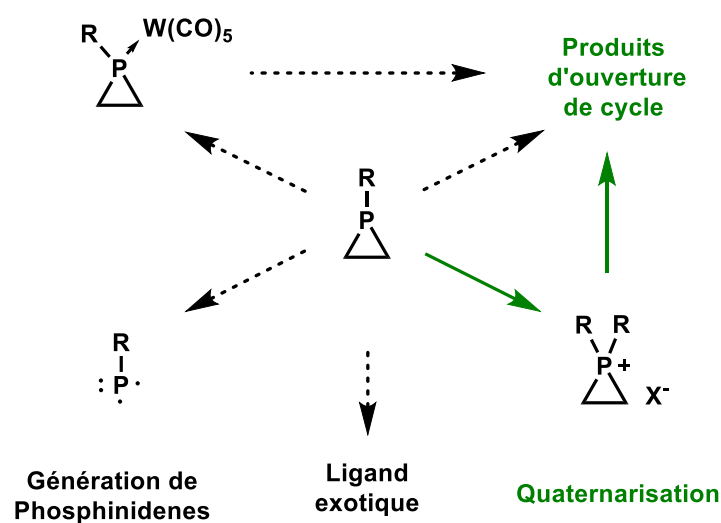 R
W(CO)5
P
Produits
d'ouverture
de cycle
R
P
R
:P·
·
R R
P+
X-
Génération de
Phosphinidenes
Ligand
exotique
Quaternarisation